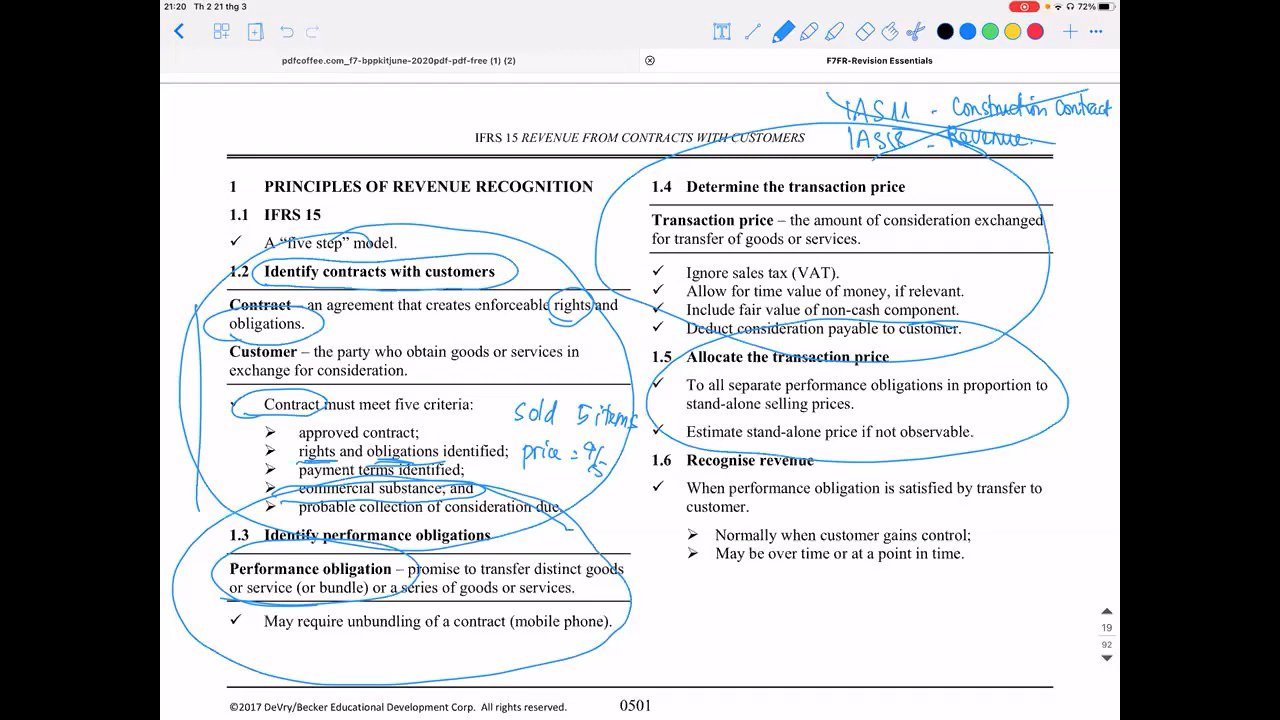 21:20 Th 2 21 thg 3
72%
pdfcoffee.com_f7-bppkitjune-2020pdf-pdf-free (1) (2)
F7FR-Revision Essentials
IAS 11 - Construction Contract
IAS18 - Revenue.
IFRS 15 REVENUE FROM CONTRACTS WITH CUSTOMERS
1 PRINCIPLES OF REVENUE RECOGNITION
1.1 IFRS 15
✓ A “five step” model.
1.2 Identify contracts with customers
Contract – an agreement that creates enforceable rights and
obligations.
Customer – the party who obtain goods or services in
exchange for consideration.
✓ Contract must meet five criteria:
➢ approved contract;
➢ rights and obligations identified;
➢ payment terms identified;
➢ commercial substance; and
➢ probable collection of consideration due.
sold 5 items
price = 9/5
1.3 Identify performance obligations
Performance obligation – promise to transfer distinct goods
or service (or bundle) or a series of goods or services.
✓ May require unbundling of a contract (mobile phone).
1.4 Determine the transaction price
Transaction price – the amount of consideration exchanged
for transfer of goods or services.
✓ Ignore sales tax (VAT).
✓ Allow for time value of money, if relevant.
✓ Include fair value of non-cash component.
✓ Deduct consideration payable to customer.
1.5 Allocate the transaction price
✓ To all separate performance obligations in proportion to
stand-alone selling prices.
✓ Estimate stand-alone price if not observable.
1.6 Recognise revenue
✓ When performance obligation is satisfied by transfer to
customer.
➢ Normally when customer gains control;
➢ May be over time or at a point in time.
19
92
©2017 DeVry/Becker Educational Development Corp. All rights reserved.
0501